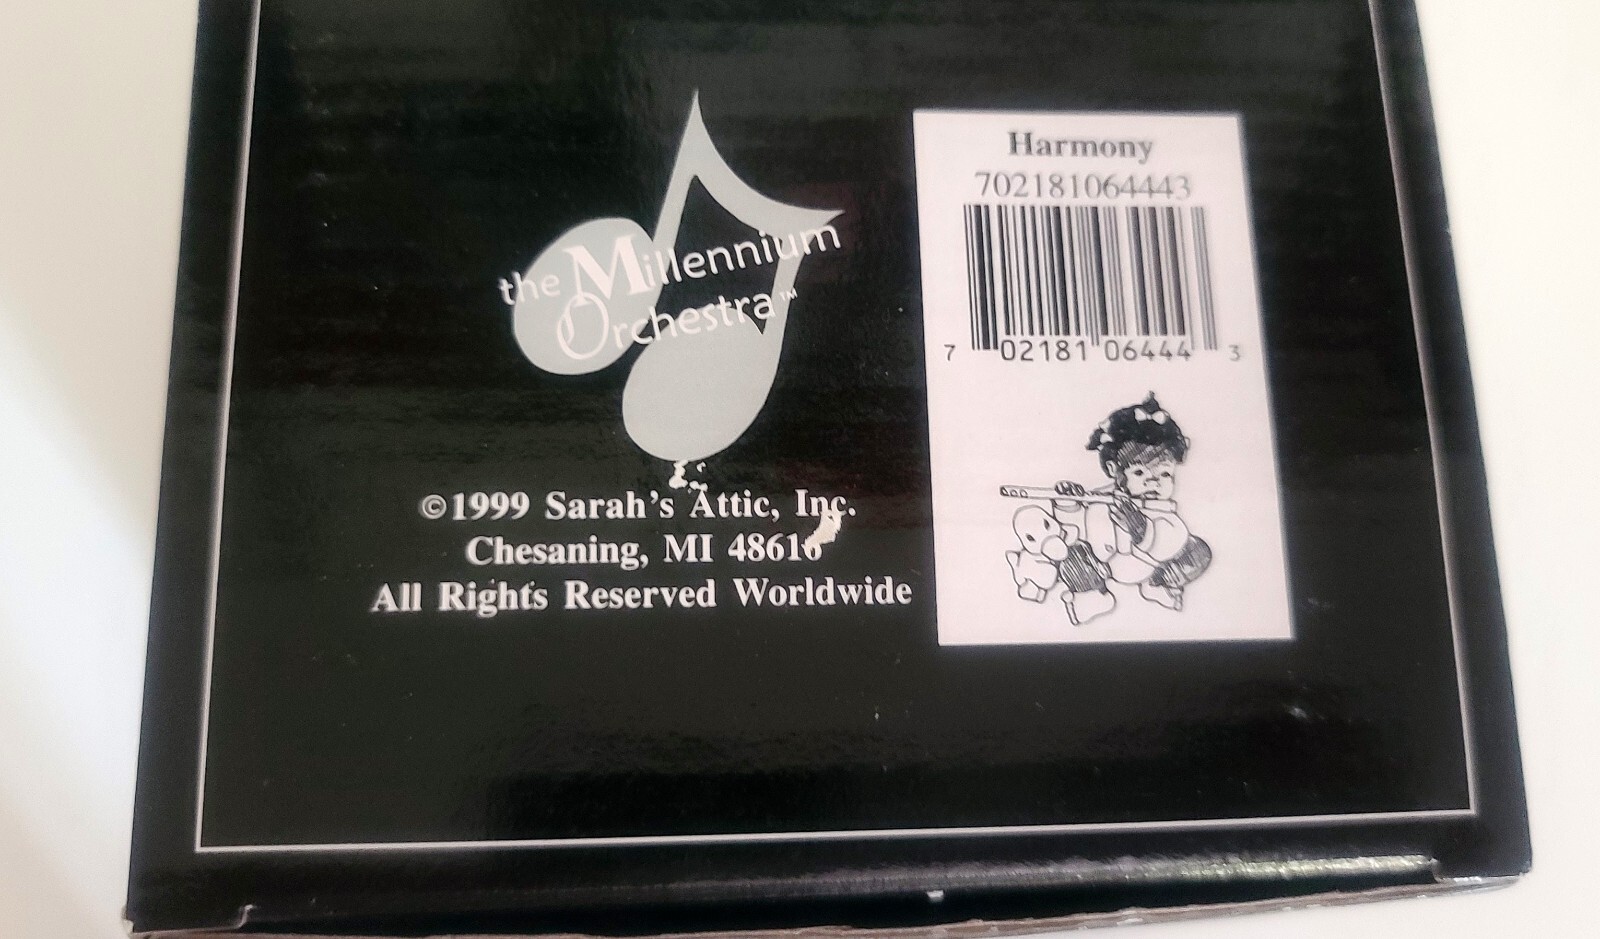 the Millennium
Orchestra™
©1999 Sarah's Attic, Inc.
Chesaning, MI 48616
All Rights Reserved Worldwide
Harmony
702181064443
7 02181 06444 3